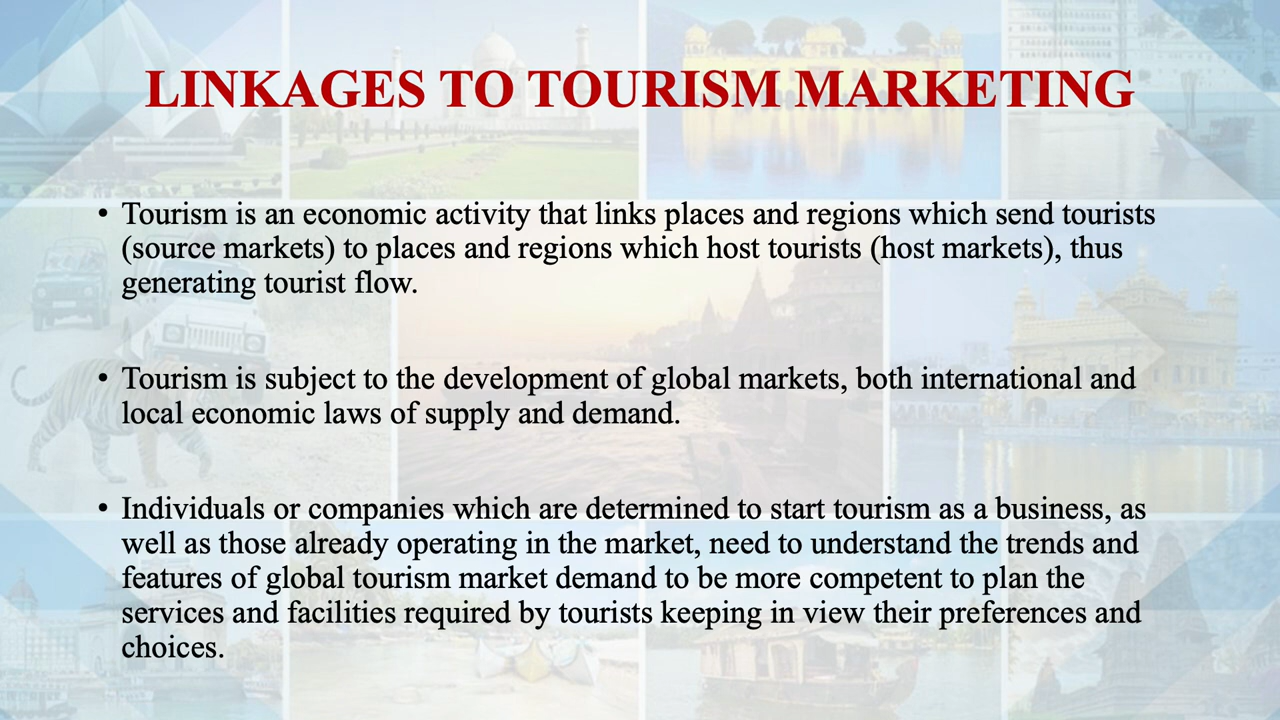 LINKAGES TO TOURISM MARKETING
• Tourism is an economic activity that links places and regions which send tourists
(source markets) to places and regions which host tourists (host markets), thus
generating tourist flow.
• Tourism is subject to the development of global markets, both international and
local economic laws of supply and demand.
• Individuals or companies which are determined to start tourism as a business, as
well as those already operating in the market, need to understand the trends and
features of global tourism market demand to be more competent to plan the
services and facilities required by tourists keeping in view their preferences and
choices.